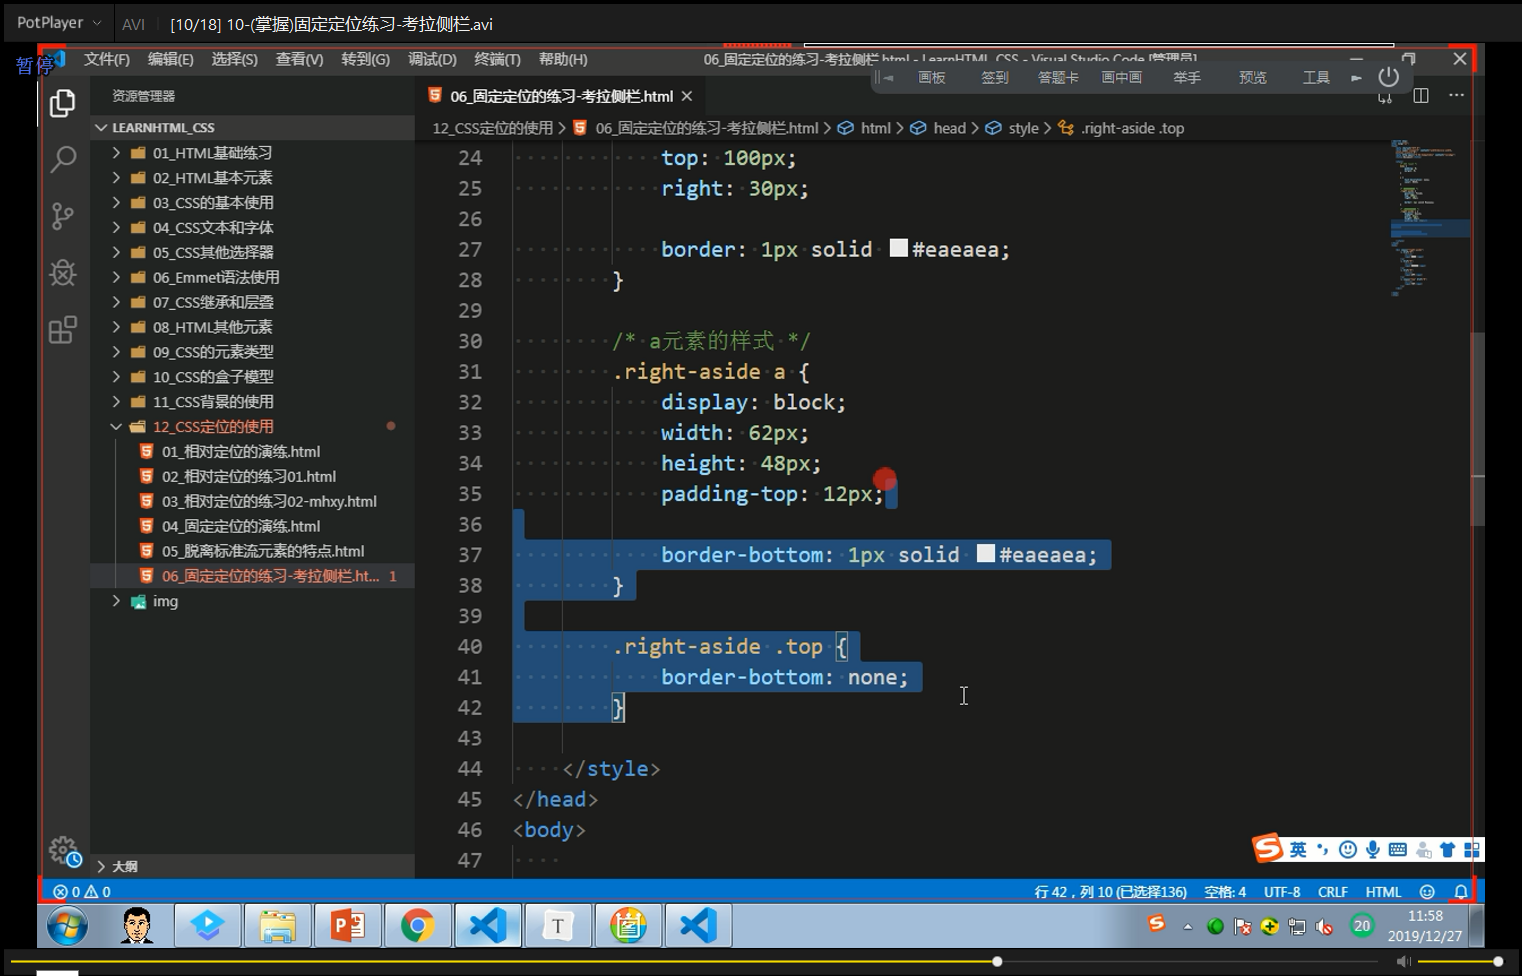 PotPlayer AVI [10/18] 10-(掌握)固定定位练习-考拉侧栏.avi
暂停
文件(F) 编辑(E) 选择(S) 查看(V) 转到(G) 调试(D) 终端(T) 帮助(H) 06_固定定位的练习-考拉侧栏.html - LearnHTML_CSS - Visual Studio Code [管理员]
画板 签到 答题卡 画中画 举手 预览 工具
资源管理器
06_固定定位的练习-考拉侧栏.html
LEARNHTML_CSS
12_CSS定位的使用 > 06_固定定位的练习-考拉侧栏.html > html > head > style > .right-aside .top
01_HTML基础练习
02_HTML基本元素
03_CSS的基本使用
04_CSS文本和字体
05_CSS其他选择器
06_Emmet语法使用
07_CSS继承和层叠
08_HTML其他元素
09_CSS的元素类型
10_CSS的盒子模型
11_CSS背景的使用
12_CSS定位的使用
01_相对定位的演练.html
02_相对定位的练习01.html
03_相对定位的练习02-mhxy.html
04_固定定位的演练.html
05_脱离标准流元素的特点.html
06_固定定位的练习-考拉侧栏.ht... 1
img
大纲
24 top: 100px;
25 right: 30px;
26
27 border: 1px solid #eaeaea;
28 }
29
30 /* a元素的样式 */
31 .right-aside a {
32 display: block;
33 width: 62px;
34 height: 48px;
35 padding-top: 12px;
36
37 border-bottom: 1px solid #eaeaea;
38 }
39
40 .right-aside .top {
41 border-bottom: none;
42 }
43
44 </style>
45 </head>
46 <body>
47
英
0 0 行 42，列 10 (已选择136) 空格: 4 UTF-8 CRLF HTML
20
11:58
2019/12/27